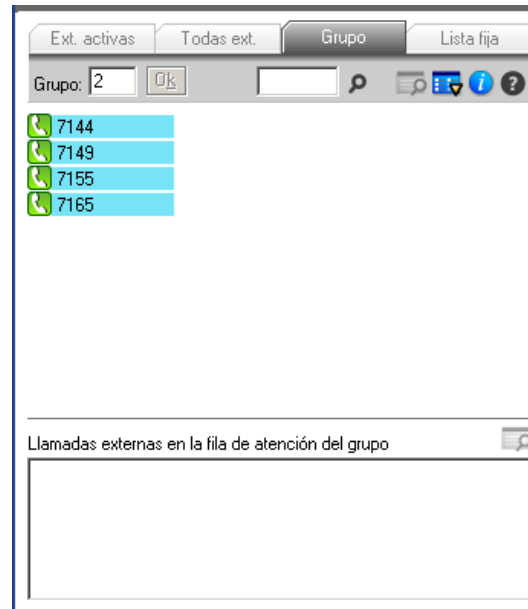 Ext. activas Todas ext. Grupo Lista fija
Grupo: 2 Ok
7144
7149
7155
7165
Llamadas externas en la fila de atención del grupo